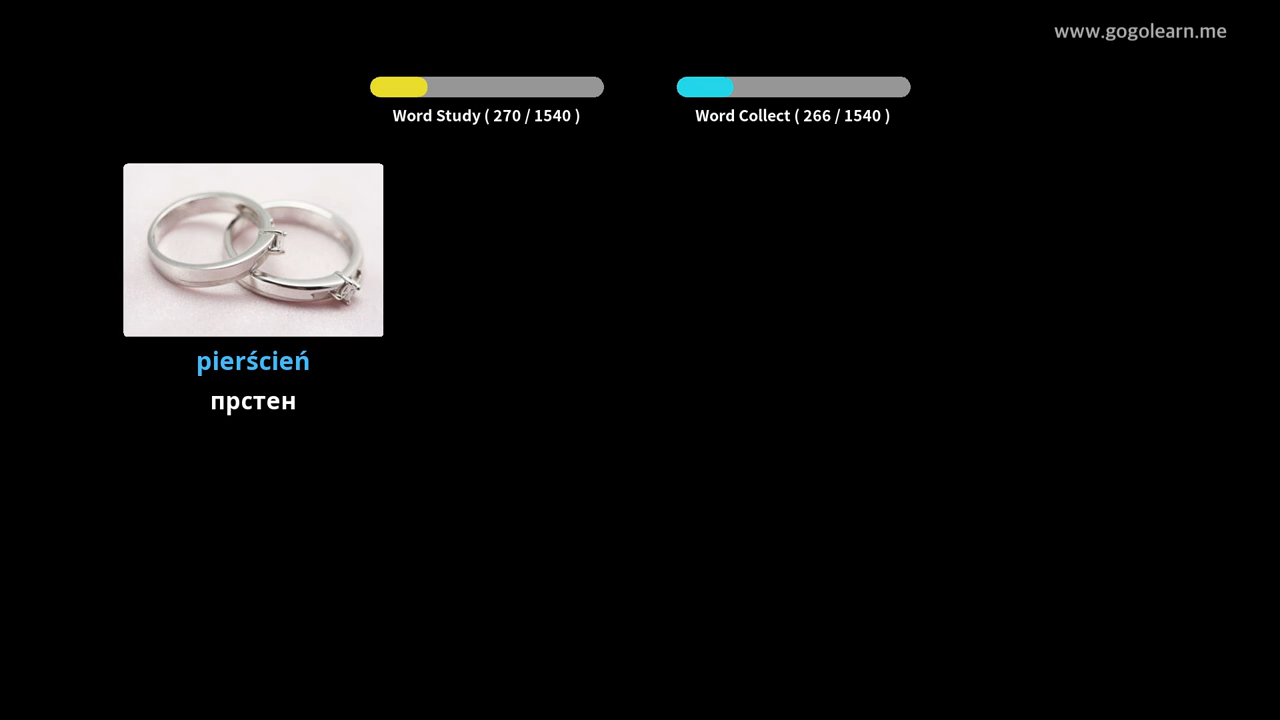 www.gogolearn.me
Word Study ( 270 / 1540 )
Word Collect ( 266 / 1540 )
pierścień
прстен